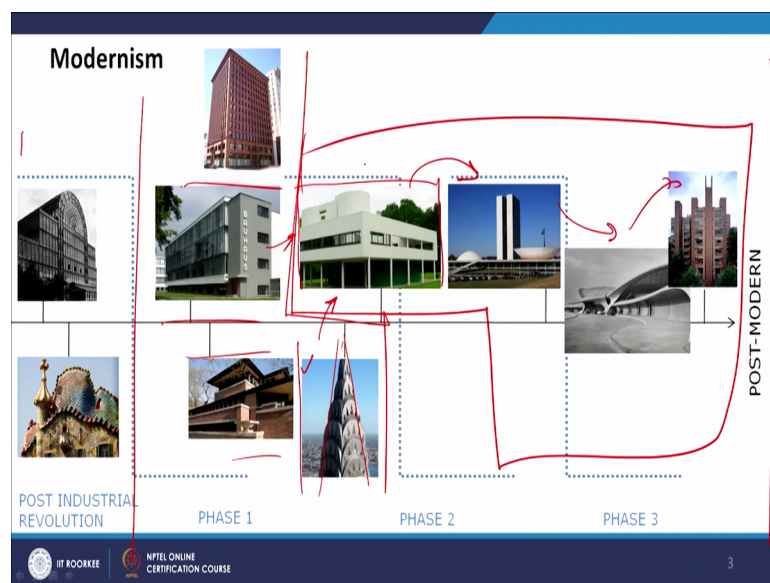 Modernism
BAUHAUS
POST-MODERN
POST INDUSTRIAL
REVOLUTION
PHASE 1
PHASE 2
PHASE 3
IIT ROORKEE
NPTEL ONLINE
CERTIFICATION COURSE
3